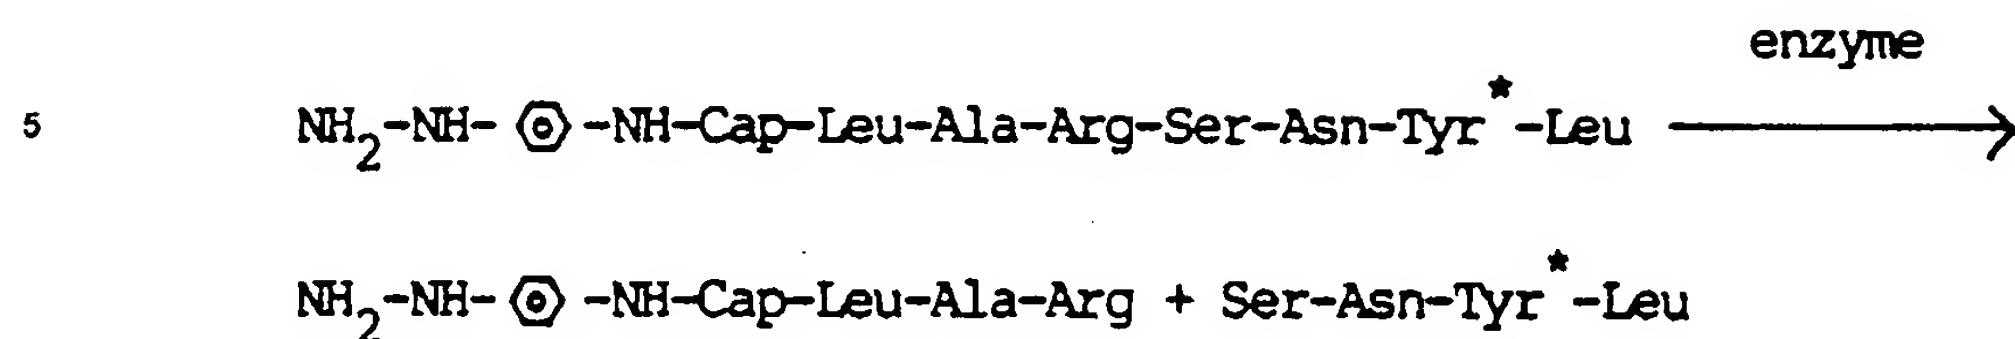 enzyme
5 NH2-NH- -NH-Cap-Leu-Ala-Arg-Ser-Asn-Tyr*-Leu
NH2-NH- -NH-Cap-Leu-Ala-Arg + Ser-Asn-Tyr*-Leu